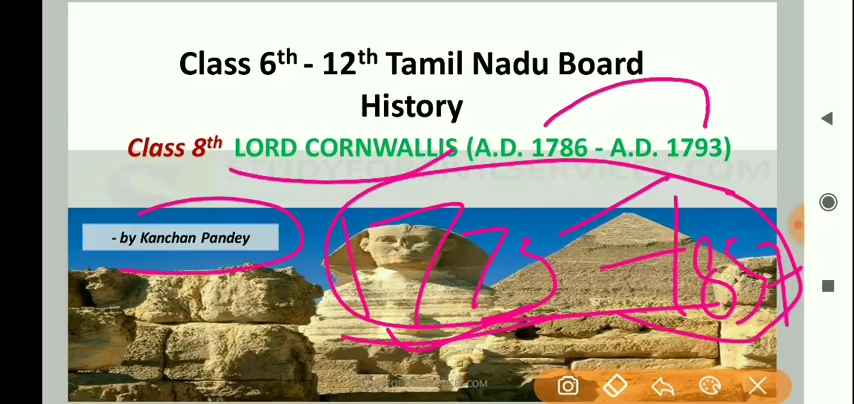 Class 6th - 12th Tamil Nadu Board
History
Class 8th LORD CORNWALLIS (A.D. 1786 - A.D. 1793)
- by Kanchan Pandey
1773 - 1857